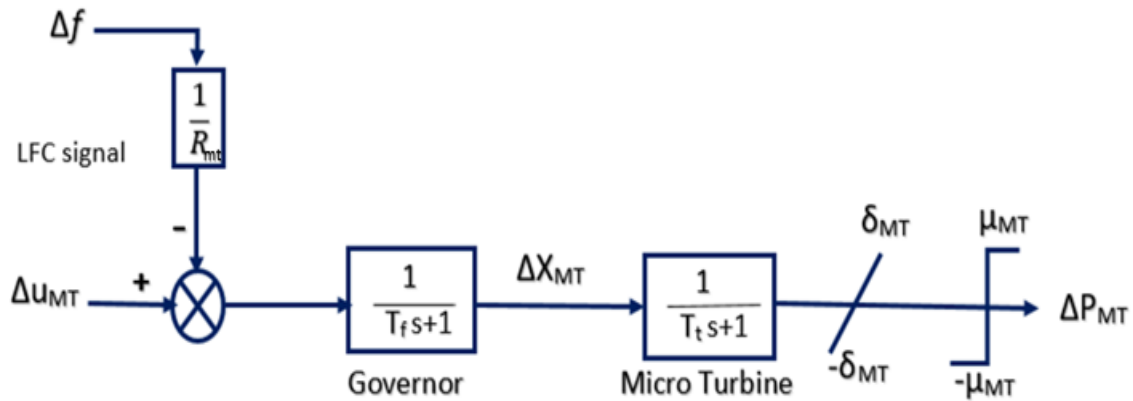 Δf
1
R_mt
LFC signal
-
Δu_MT
+
1
T_f s+1
Governor
ΔX_MT
1
T_t s+1
Micro Turbine
δ_MT
-δ_MT
μ_MT
-μ_MT
ΔP_MT